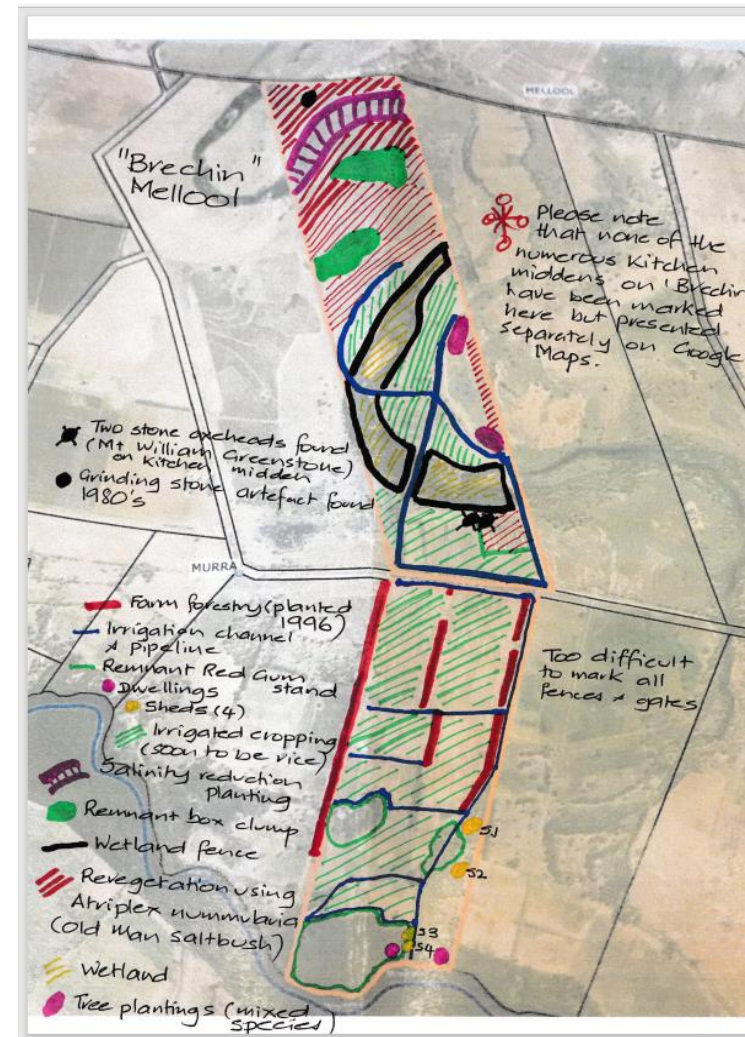 MELLOOL
"Brechin"
Mellool
Please note
that none of the
numerous Kitchen
middens on 'Brechin
have been marked
here but presented
separately on Google
Maps.
Two stone axeheads found
(Mt William Greenstone)
on Kitchen midden
Grinding stone artefact found
1980's
MURRA
Farm forestry (planted
1996)
Irrigation channel
& pipeline
Remnant Red Gum
stand
Dwellings
Sheds (4)
Irrigated cropping
(soon to be rice)
Salinity reduction
planting
Remnant box clump
Wetland fence
Revegetation using
Atriplex nummularia
(Old Man Saltbush)
Wetland
Tree plantings (mixed
species)
Too difficult
to mark all
fences & gates
S1
S2
S3
S4